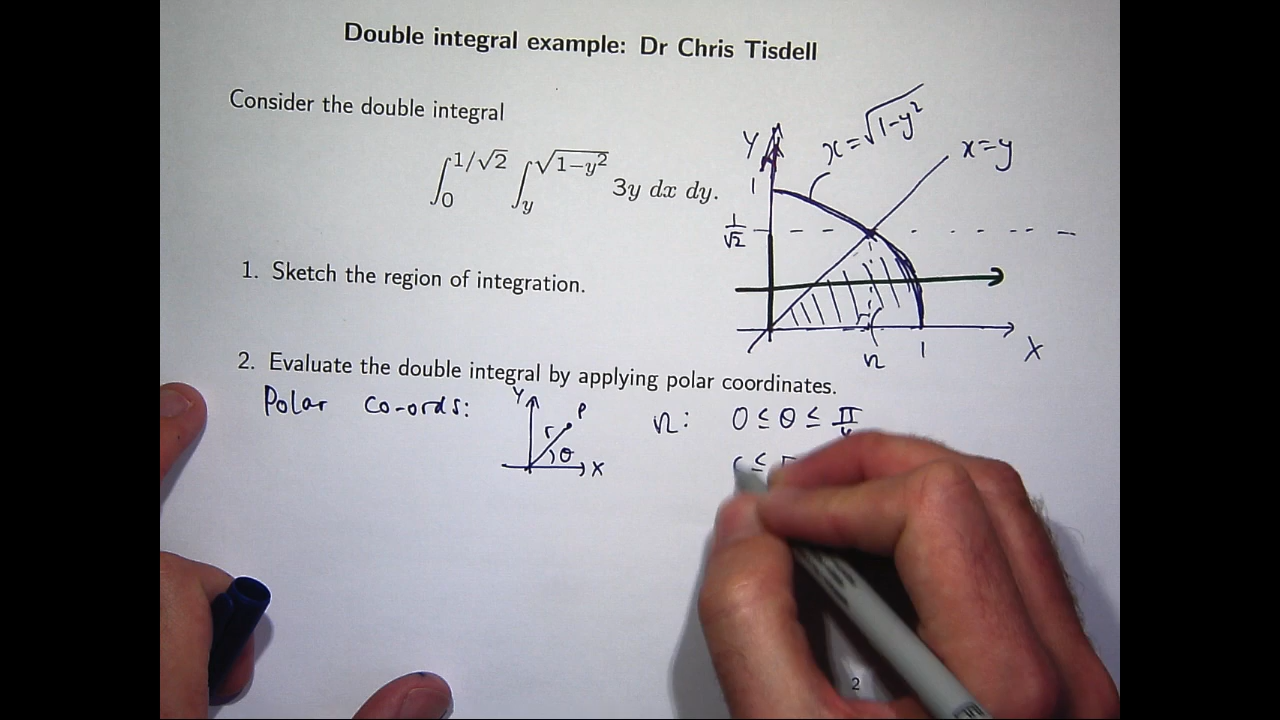 Double integral example: Dr Chris Tisdell
Consider the double integral
∫₀^{1/√2} ∫_y^{√(1−y²)} 3y dx dy.
Y
x=√(1-y²)
x=y
1
1/√2
1
X
1. Sketch the region of integration.
2. Evaluate the double integral by applying polar coordinates.
Polar co-ords:
Y
P
r
θ
X
: 0 ≤ θ ≤ π/4
≤ r
2